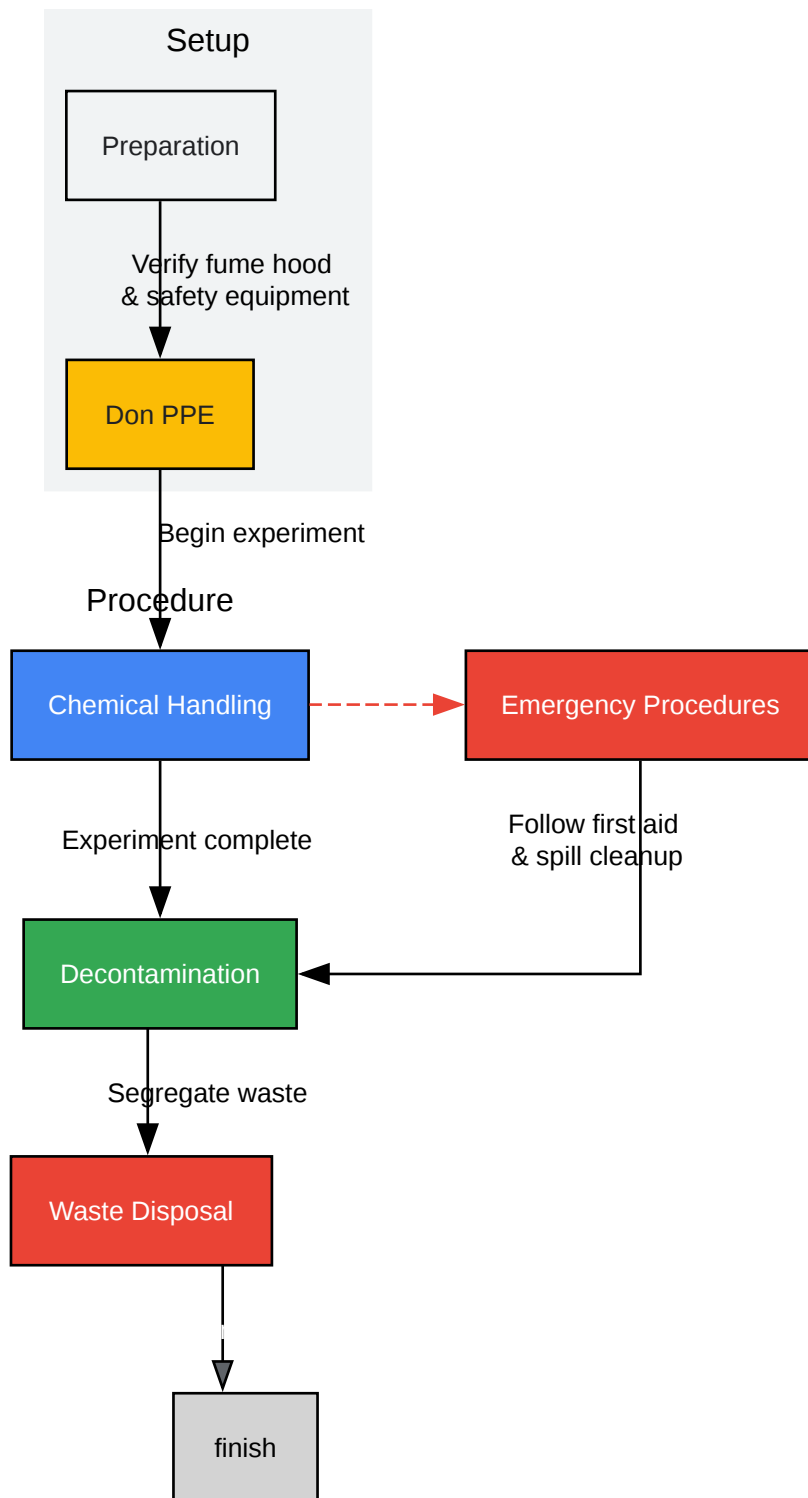 Setup
Preparation
Verify fume hood
& safety equipment
Don PPE
Begin experiment
Procedure
Chemical Handling
Emergency Procedures
Experiment complete
Follow first aid
& spill cleanup
Decontamination
Segregate waste
Waste Disposal
finish